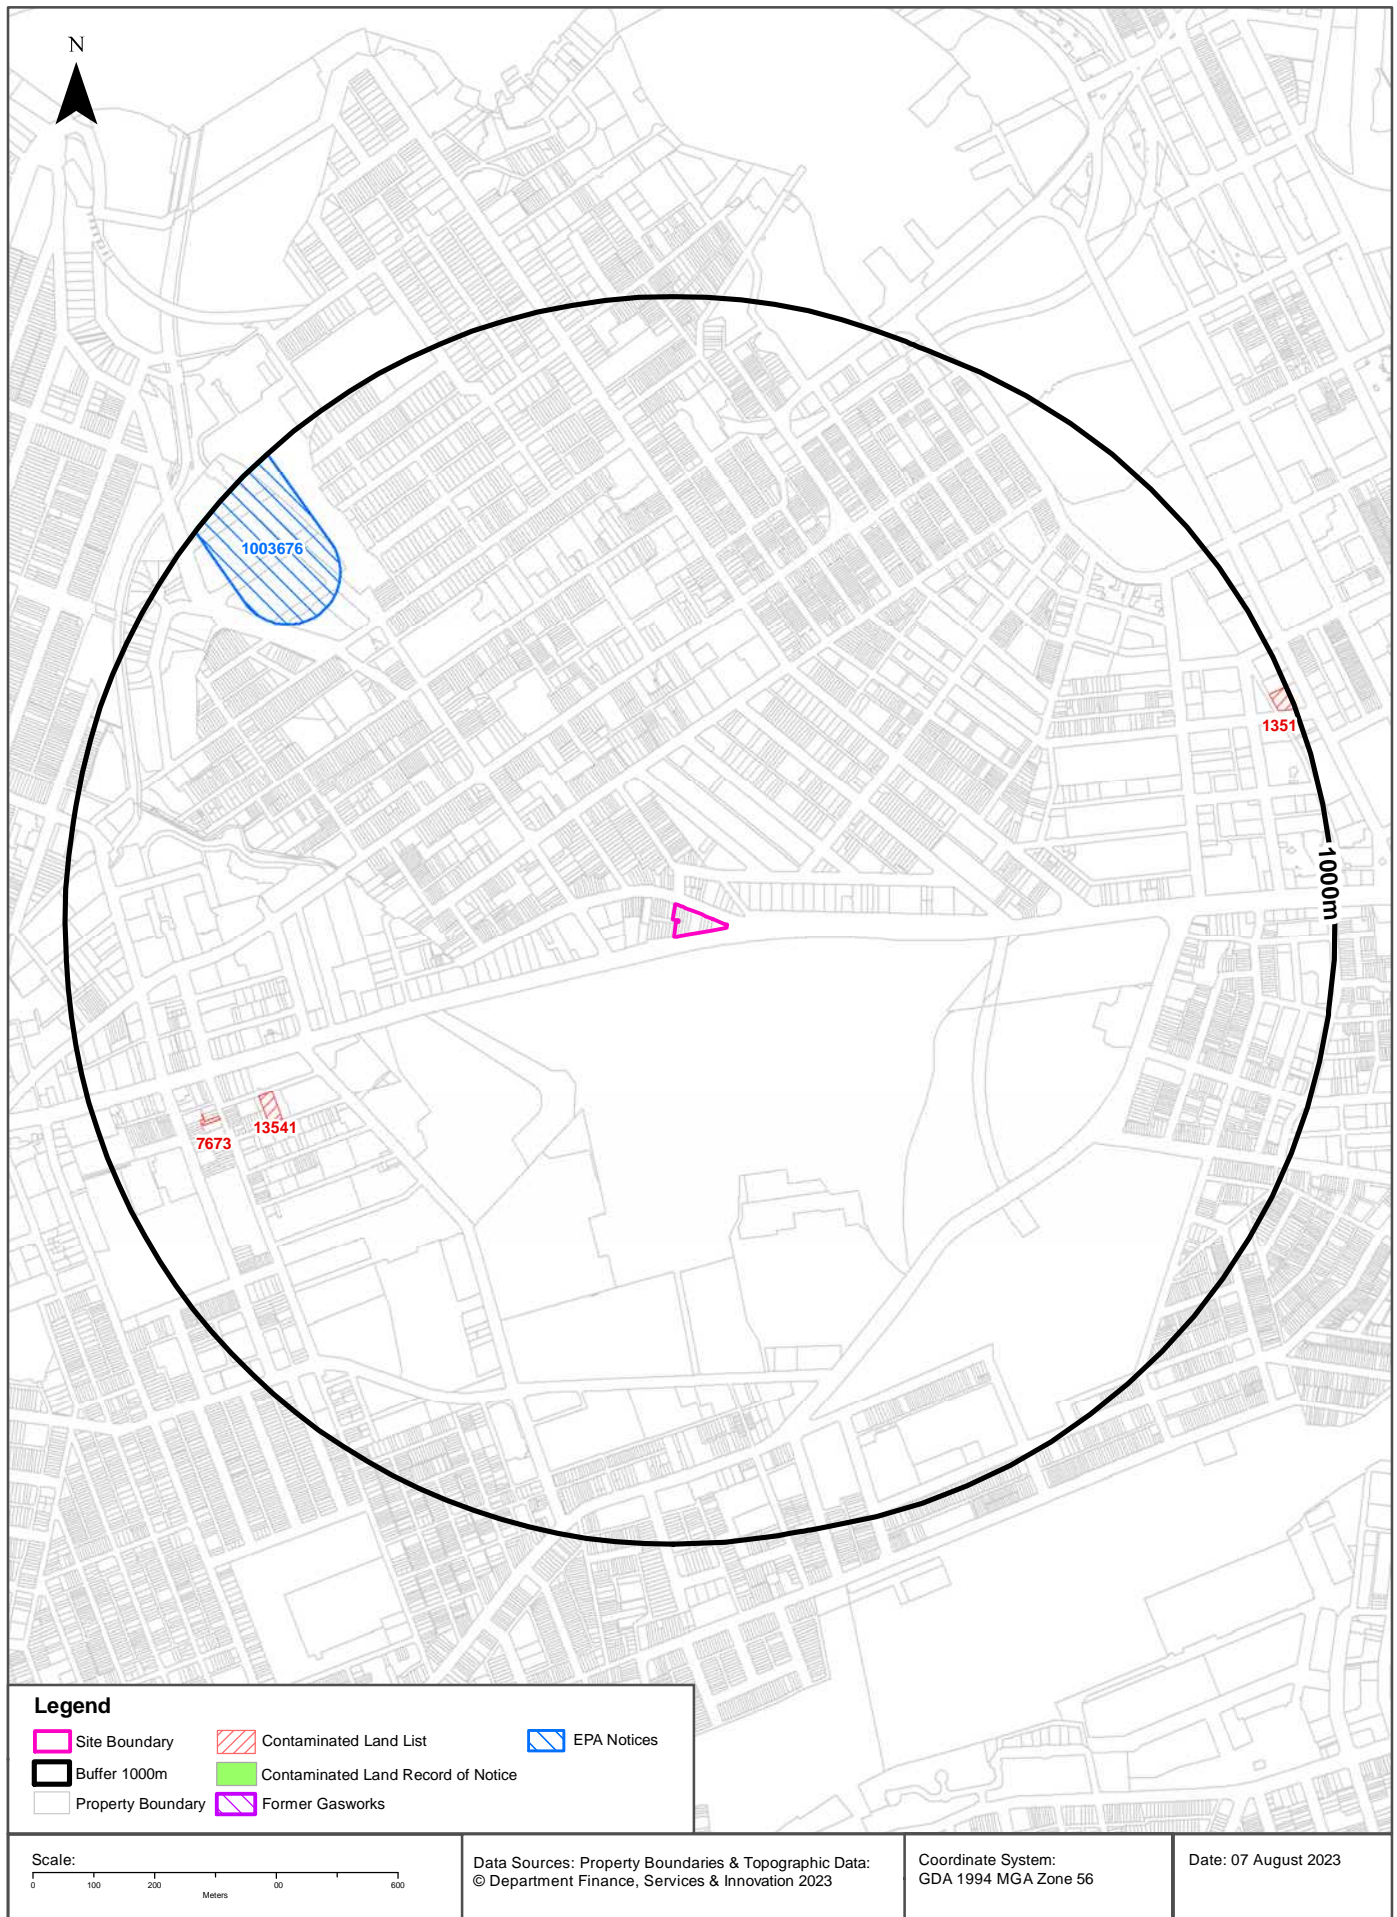 N
1003676
1351
1000m
7673
13541
Legend
Site Boundary
Contaminated Land List
EPA Notices
Buffer 1000m
Contaminated Land Record of Notice
Property Boundary
Former Gasworks
Scale:
0 100 200 00 600
Meters
Data Sources: Property Boundaries & Topographic Data:
© Department Finance, Services & Innovation 2023
Coordinate System:
GDA 1994 MGA Zone 56
Date: 07 August 2023